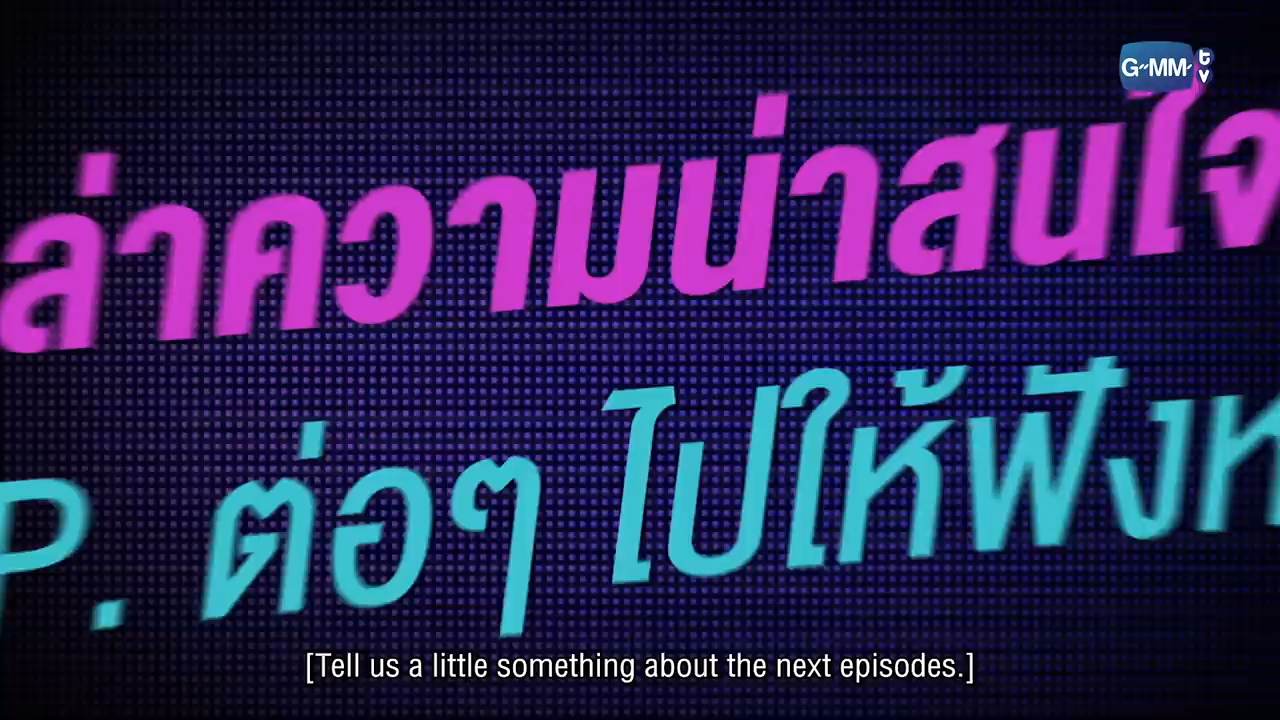 G-MM-tv
ล่าความน่าสนใจ
P. ต่อๆ ไปให้ฟังห
[Tell us a little something about the next episodes.]